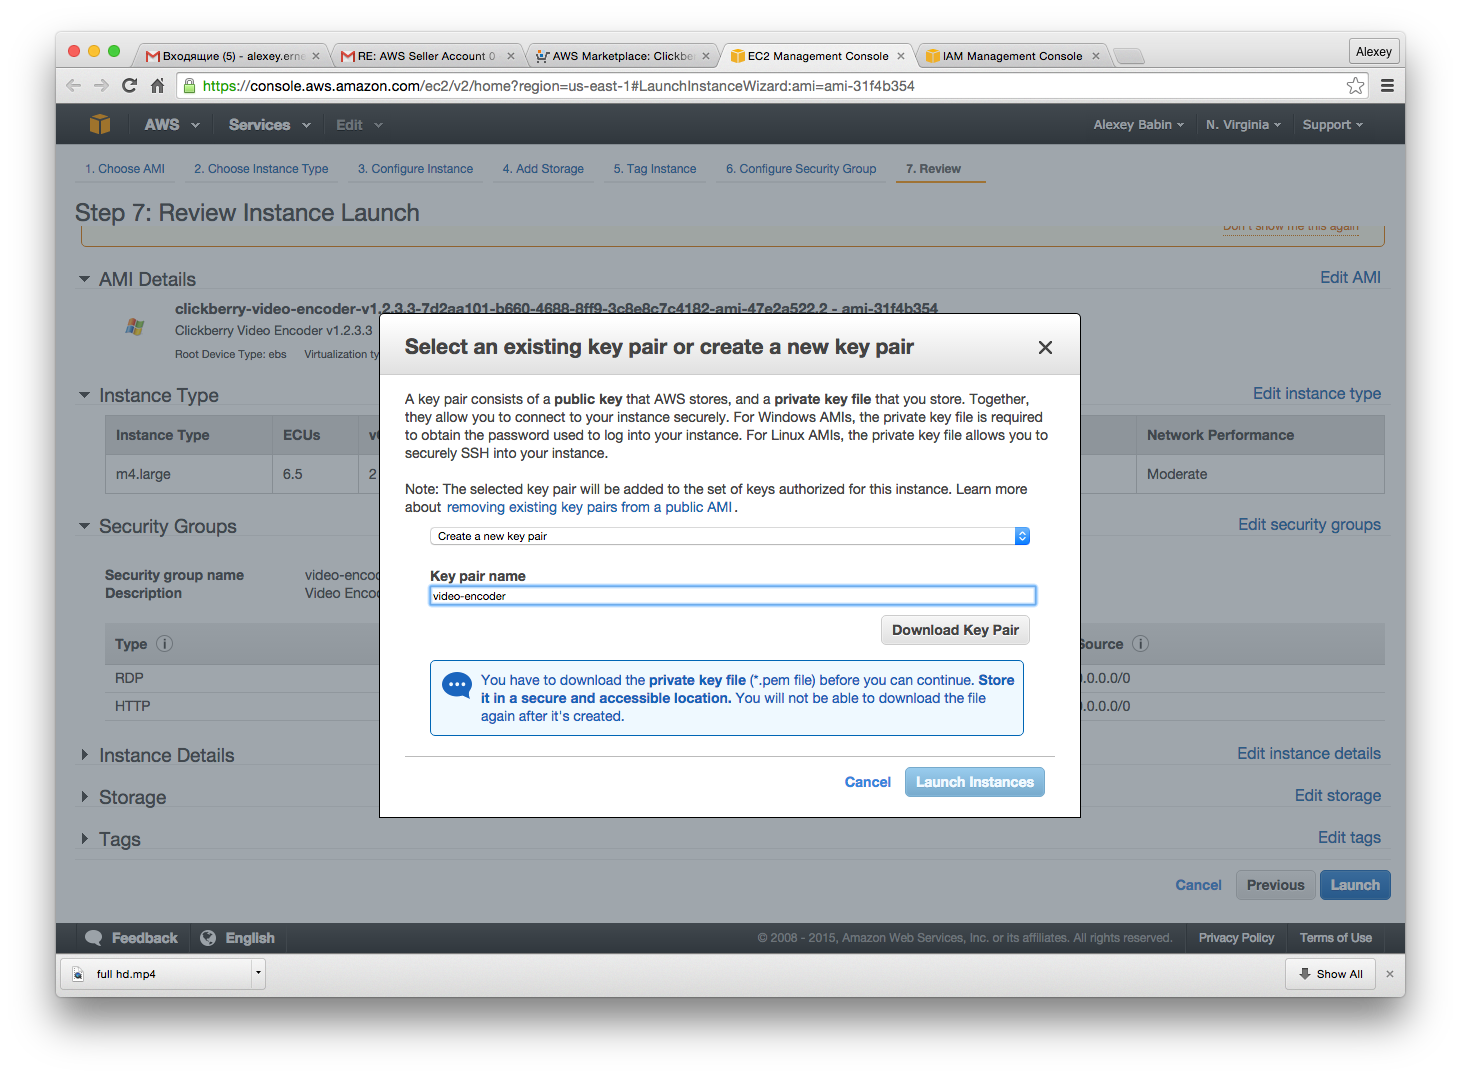 Входящие (5) - alexey.erne
RE: AWS Seller Account 0
AWS Marketplace: Clickbe
EC2 Management Console
IAM Management Console
Alexey
https://console.aws.amazon.com/ec2/v2/home?region=us-east-1#LaunchInstanceWizard:ami=ami-31f4b354
AWS Services Edit Alexey Babin N. Virginia Support
1. Choose AMI 2. Choose Instance Type 3. Configure Instance 4. Add Storage 5. Tag Instance 6. Configure Security Group 7. Review
Step 7: Review Instance Launch
Don't show me this again
AMI Details Edit AMI
clickberry-video-encoder-v1.2.3.3-7d2aa101-b660-4688-8ff9-3c8e8c7c4182-ami-47e2a522.2 - ami-31f4b354
Clickberry Video Encoder v1.2.3.3
Root Device Type: ebs Virtualization ty
Select an existing key pair or create a new key pair
A key pair consists of a public key that AWS stores, and a private key file that you store. Together,
they allow you to connect to your instance securely. For Windows AMIs, the private key file is required
to obtain the password used to log into your instance. For Linux AMIs, the private key file allows you to
securely SSH into your instance.
Note: The selected key pair will be added to the set of keys authorized for this instance. Learn more
about removing existing key pairs from a public AMI.
Create a new key pair
Key pair name
video-encoder
Download Key Pair
You have to download the private key file (*.pem file) before you can continue. Store
it in a secure and accessible location. You will not be able to download the file
again after it's created.
Cancel Launch Instances
Instance Type Edit instance type
Instance Type ECUs Network Performance
m4.large 6.5 2 Moderate
Security Groups Edit security groups
Security group name video-encod
Description Video Encod
Type Source
RDP 0.0.0.0/0
HTTP 0.0.0.0/0
Instance Details Edit instance details
Storage Edit storage
Tags Edit tags
Cancel Previous Launch
Feedback English © 2008 - 2015, Amazon Web Services, Inc. or its affiliates. All rights reserved. Privacy Policy Terms of Use
full hd.mp4 Show All